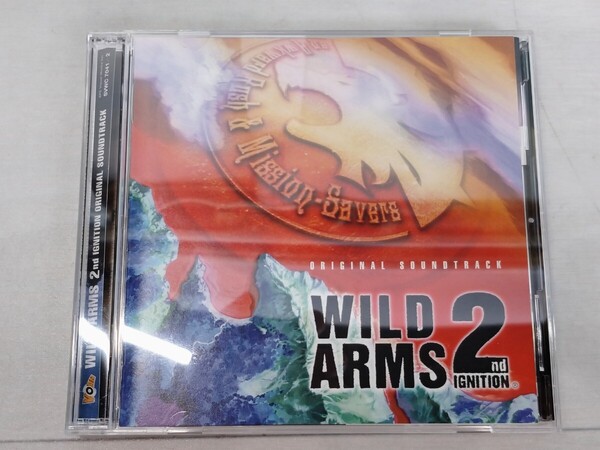 & Mission-Savers
ORIGINAL SOUNDTRACK
WILD
ARMS 2nd
IGNITION
WILD ARMS 2nd IGNITION ORIGINAL SOUNDTRACK